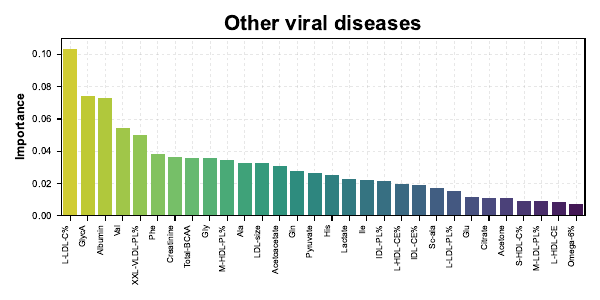 Other viral diseases
Importance
0.10
0.08
0.06
0.04
0.02
0.00
L-LDL-C%
GlycA
Albumin
Val
XXL-VLDL-PL%
Phe
Creatinine
Total-BCAA
Gly
M-HDL-PL%
Ala
LDL-size
Acetoacetate
Gln
Pyruvate
His
Lactate
Ile
IDL-PL%
L-HDL-CE%
IDL-CE%
Sc-ala
L-LDL-PL%
Glu
Citrate
Acetone
S-HDL-C%
M-LDL-PL%
L-HDL-CE
Omega-6%